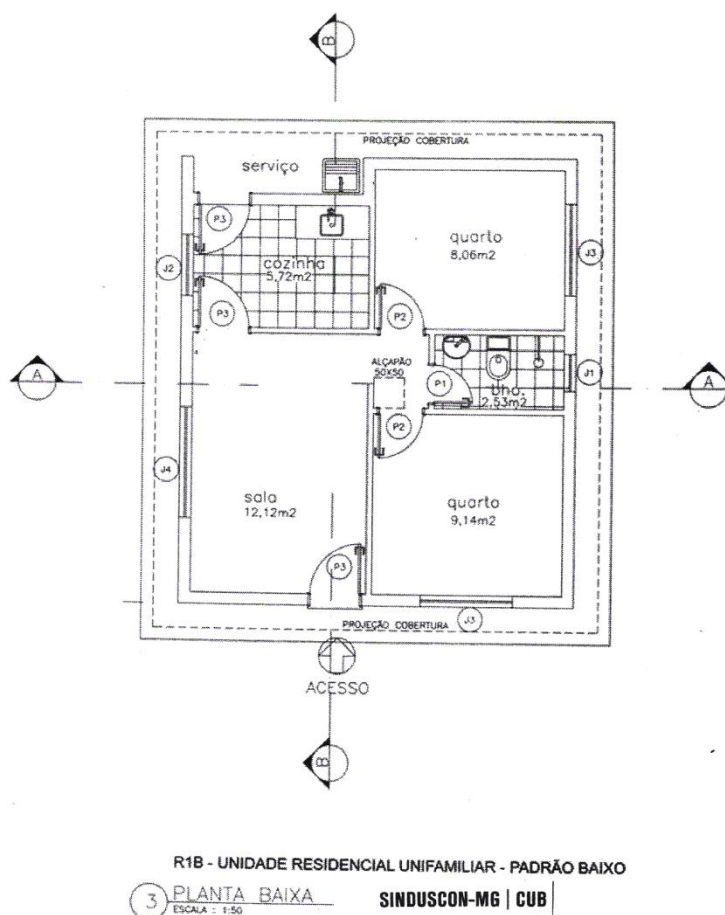 B
PROJEÇÃO COBERTURA
serviço
P3
quarto
8,06m2
cozinha
5,72m2
J2
J3
P3
P2
ALÇAPÃO
50X50
P1
J1
bho.
2,53m2
A
A
P2
J4
sala
12,12m2
quarto
9,14m2
P3
J3
PROJEÇÃO COBERTURA
ACESSO
B
R1B - UNIDADE RESIDENCIAL UNIFAMILIAR - PADRÃO BAIXO
3 PLANTA BAIXA
ESCALA : 1:50
SINDUSCON-MG | CUB